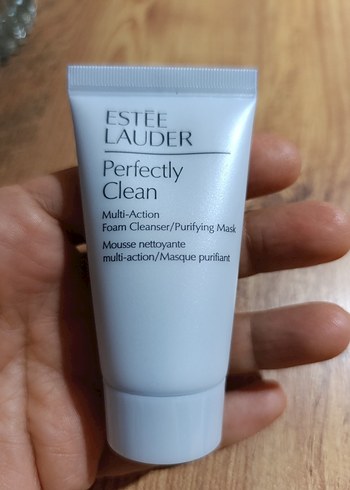 ESTĒE
LAUDER
Perfectly
Clean
Multi-Action
Foam Cleanser/Purifying Mask
Mousse nettoyante
multi-action/Masque purifiant